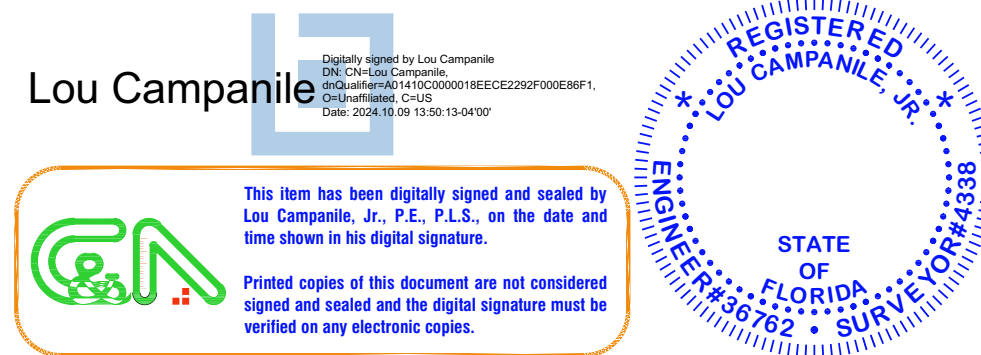 Lou Campanile
Digitally signed by Lou Campanile
DN: CN=Lou Campanile,
dnQualifier=A01410C0000018EECE2292F000E86F1,
O=Unaffiliated, C=US
Date: 2024.10.09 13:50:13-04'00'
This item has been digitally signed and sealed by
Lou Campanile, Jr., P.E., P.L.S., on the date and
time shown in his digital signature.
Printed copies of this document are not considered
signed and sealed and the digital signature must be
verified on any electronic copies.
C&A
REGISTERED
* LOU CAMPANILE, JR. *
STATE
OF
FLORIDA
ENGINEER#36762 • SURVEYOR#4338